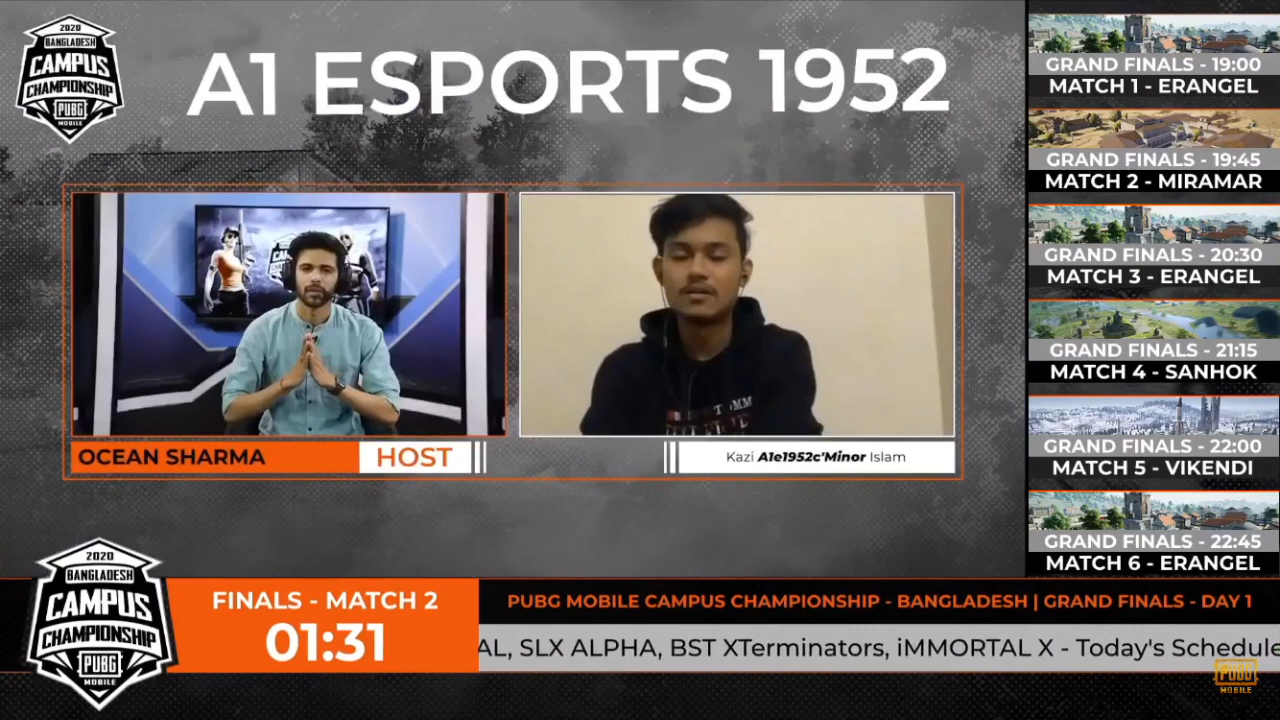 2020
BANGLADESH
CAMPUS
CHAMPIONSHIP
PUBG
MOBILE
A1 ESPORTS 1952
OCEAN SHARMA
HOST
Kazi A1e1952c'Minor Islam
GRAND FINALS - 19:00
MATCH 1 - ERANGEL
GRAND FINALS - 19:45
MATCH 2 - MIRAMAR
GRAND FINALS - 20:30
MATCH 3 - ERANGEL
GRAND FINALS - 21:15
MATCH 4 - SANHOK
GRAND FINALS - 22:00
MATCH 5 - VIKENDI
GRAND FINALS - 22:45
MATCH 6 - ERANGEL
2020
BANGLADESH
CAMPUS
CHAMPIONSHIP
PUBG
MOBILE
FINALS - MATCH 2
01:31
PUBG MOBILE CAMPUS CHAMPIONSHIP - BANGLADESH | GRAND FINALS - DAY 1
AL, SLX ALPHA, BST XTerminators, iMMORTAL X - Today's Schedule
PUBG
MOBILE